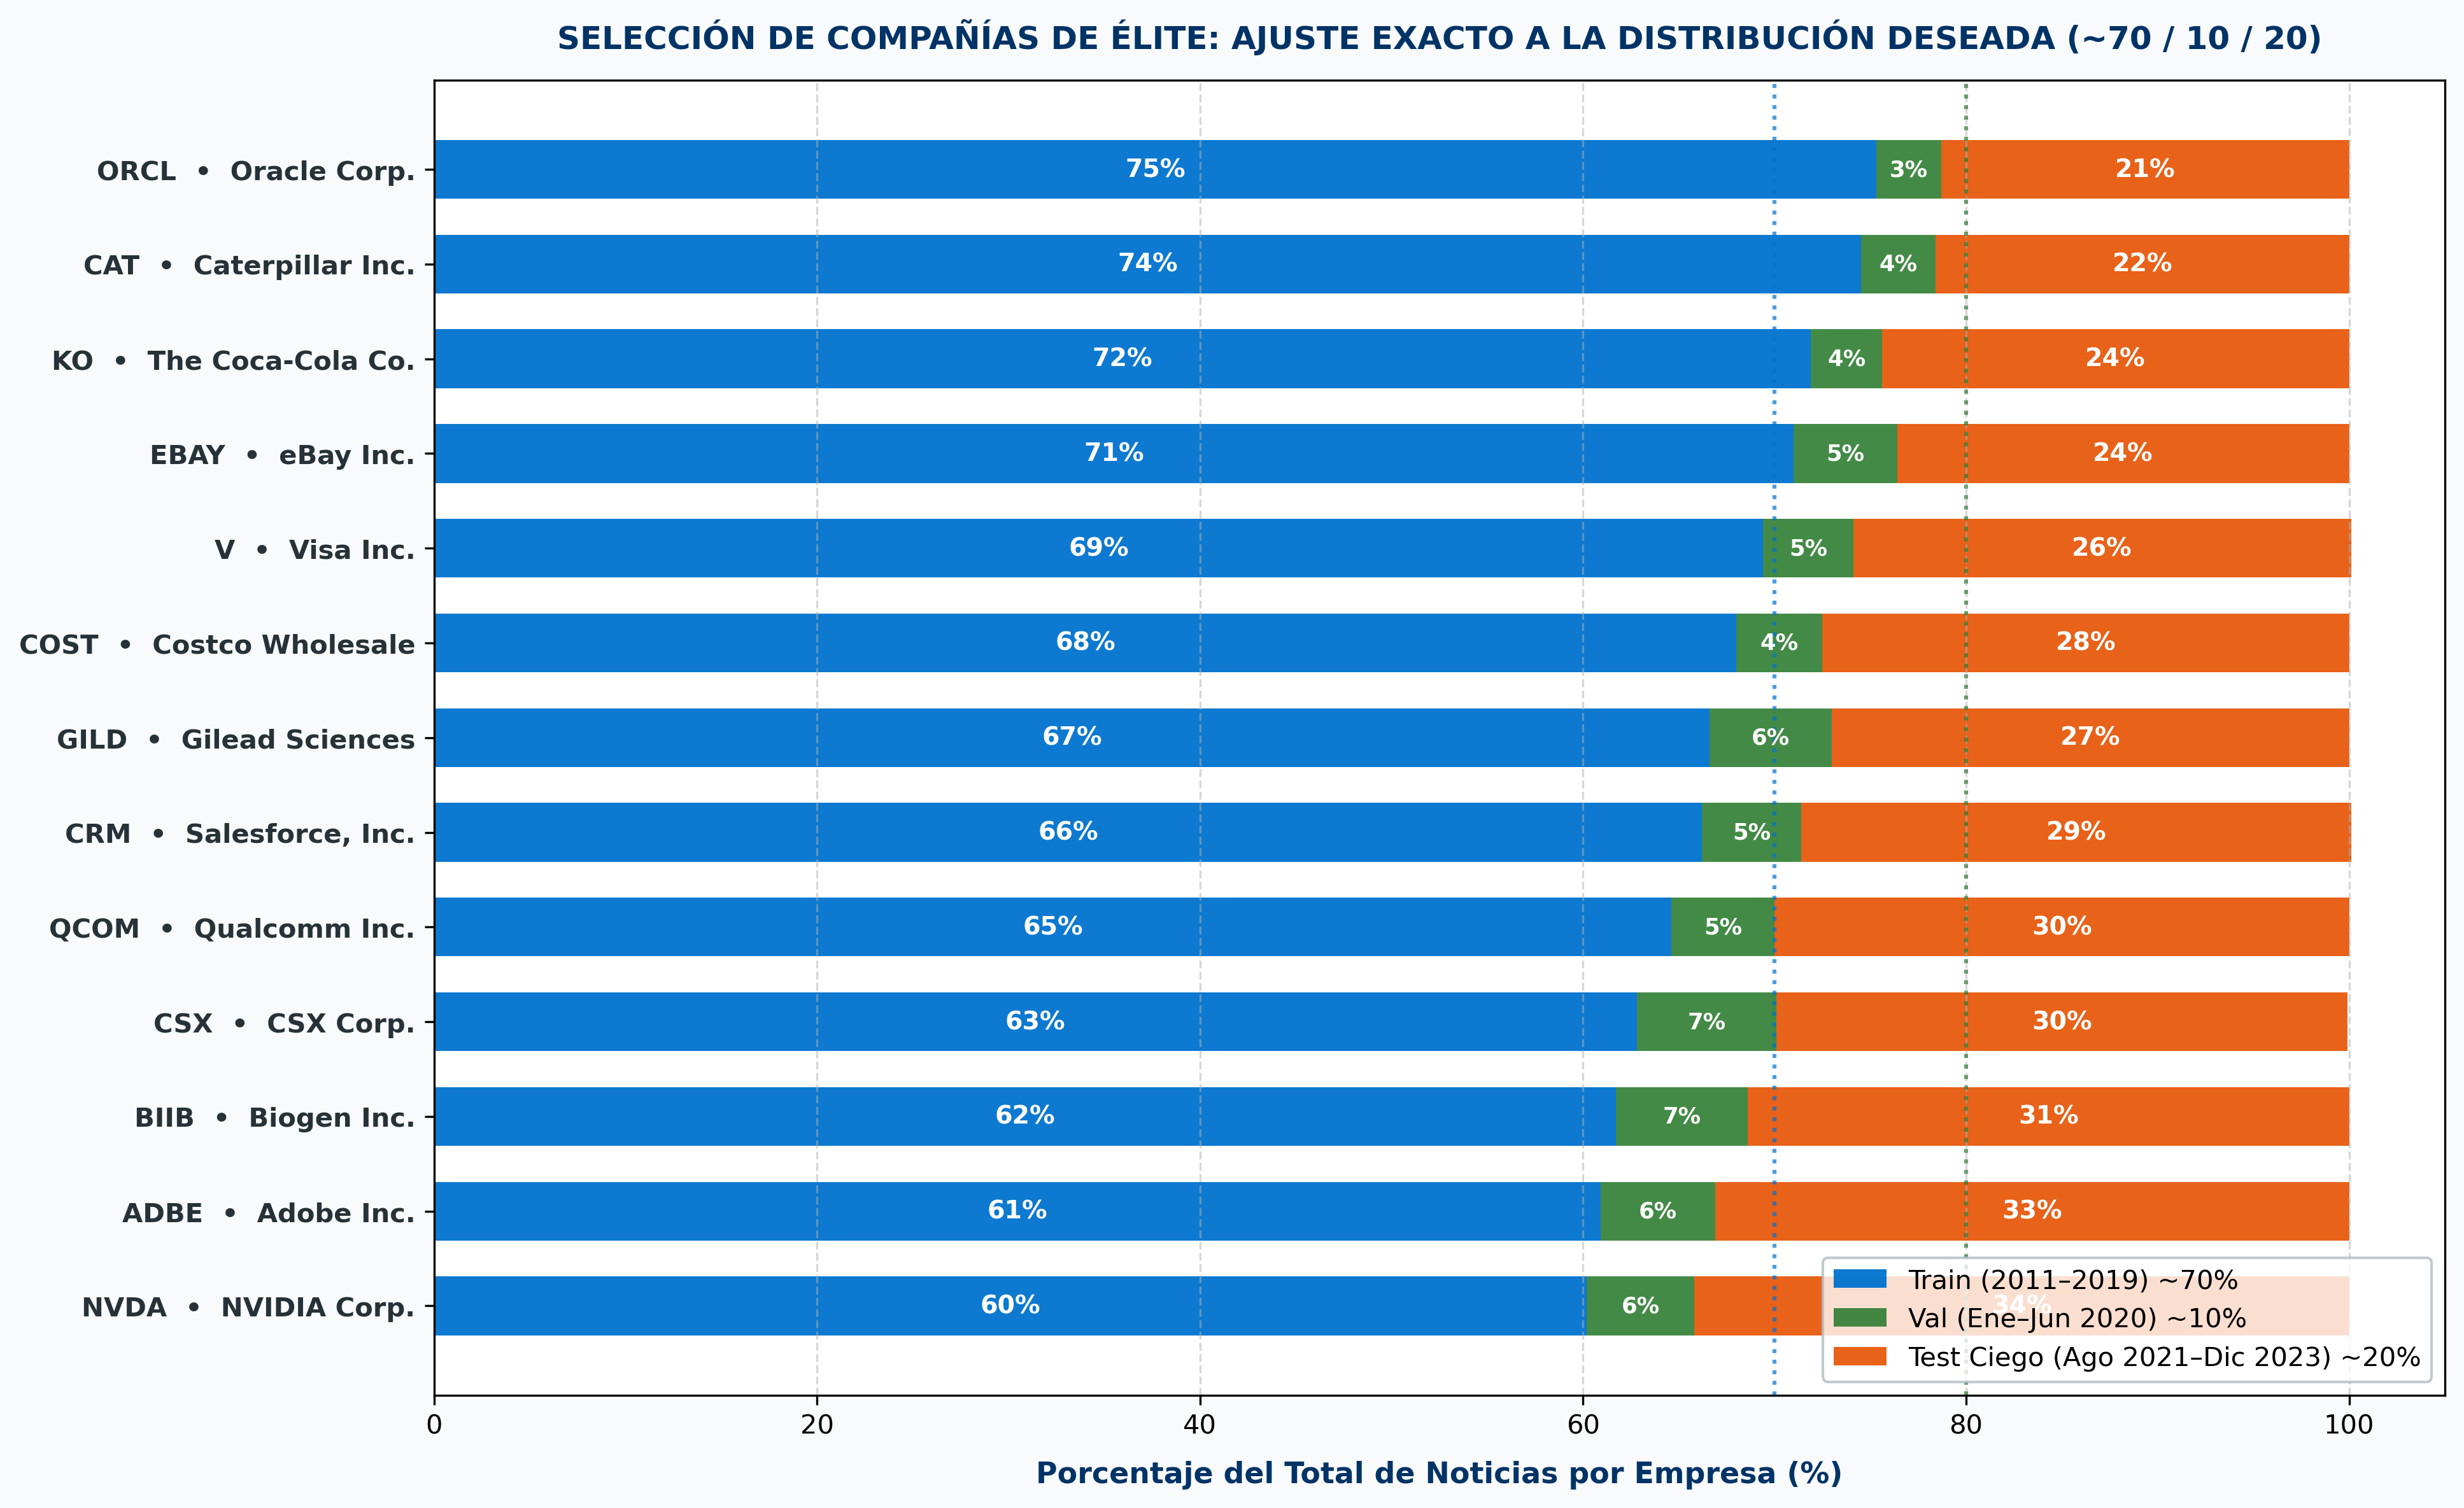 SELECCIÓN DE COMPAÑÍAS DE ÉLITE: AJUSTE EXACTO A LA DISTRIBUCIÓN DESEADA (~70 / 10 / 20)
ORCL • Oracle Corp. 75% 3% 21%
CAT • Caterpillar Inc. 74% 4% 22%
KO • The Coca-Cola Co. 72% 4% 24%
EBAY • eBay Inc. 71% 5% 24%
V • Visa Inc. 69% 5% 26%
COST • Costco Wholesale 68% 4% 28%
GILD • Gilead Sciences 67% 6% 27%
CRM • Salesforce, Inc. 66% 5% 29%
QCOM • Qualcomm Inc. 65% 5% 30%
CSX • CSX Corp. 63% 7% 30%
BIIB • Biogen Inc. 62% 7% 31%
ADBE • Adobe Inc. 61% 6% 33%
NVDA • NVIDIA Corp. 60% 6% 34%
Train (2011–2019) ~70%
Val (Ene–Jun 2020) ~10%
Test Ciego (Ago 2021–Dic 2023) ~20%
0 20 40 60 80 100
Porcentaje del Total de Noticias por Empresa (%)